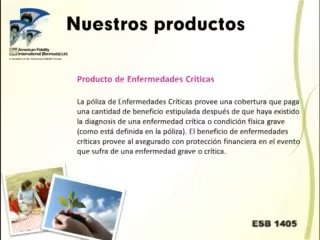 Nuestros productos
American Fidelity
International (Bermuda) Ltd.
Producto de Enfermedades Críticas
La póliza de Enfermedades Críticas provee una cobertura que paga
una cantidad de beneficio estipulada después de que haya existido
la diagnosis de una enfermedad crítica o condición física grave
(como está definida en la póliza). El beneficio de enfermedades
críticas provee al asegurado con protección financiera en el evento
que sufra de una enfermedad grave o crítica.
ESB 1405